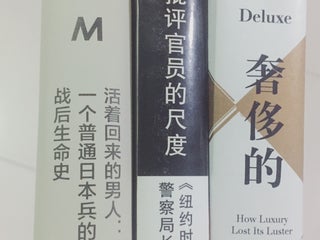 M
活着回来的男人：
一个普通日本兵的
战后生命史
批评官员的尺度
《纽约时
警察局长
Deluxe
奢侈的
How Luxury
Lost Its Luster